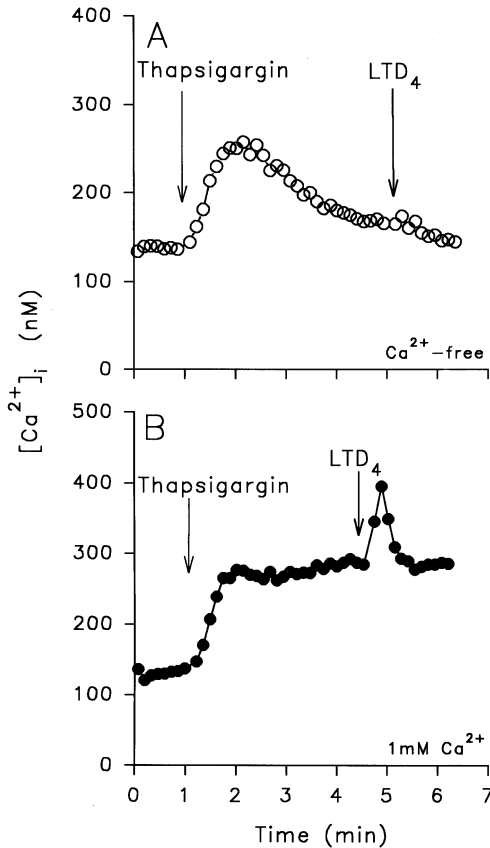 400
A
Thapsigargin
LTD4
300
200
100
0
Ca2+-free
[Ca2+]i (nM)
500
B
LTD4
400
Thapsigargin
300
200
100
1mM Ca2+
0
0 1 2 3 4 5 6 7
Time (min)